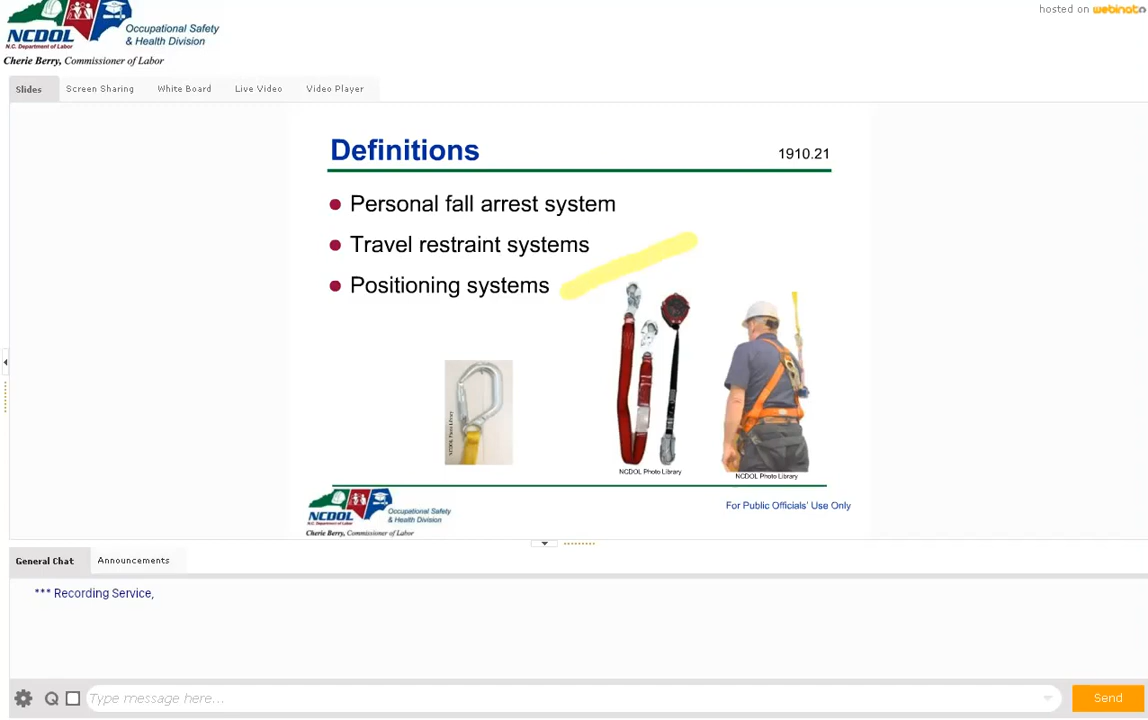 hosted on webinato
NCDOL
N.C. Department of Labor
Occupational Safety
& Health Division
Cherie Berry, Commissioner of Labor
Slides Screen Sharing White Board Live Video Video Player
Definitions 1910.21
Personal fall arrest system
Travel restraint systems
Positioning systems
NCDOL Photo Library
NCDOL Photo Library
NCDOL Photo Library
NCDOL
N.C. Department of Labor
Occupational Safety
& Health Division
Cherie Berry, Commissioner of Labor
For Public Officials' Use Only
General Chat Announcements
*** Recording Service,
Type message here...
Send